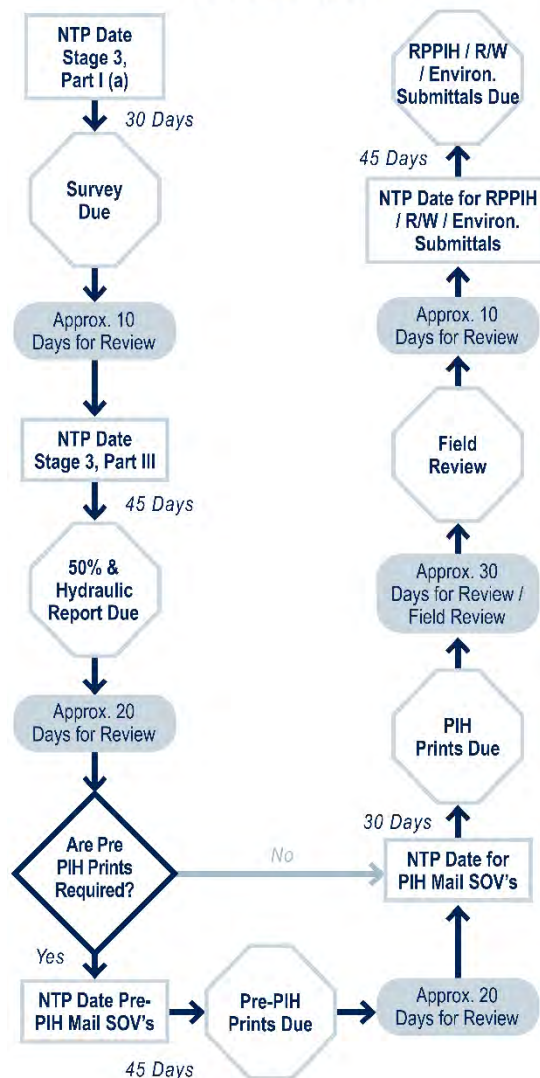 NTP Date
Stage 3,
Part I (a)
30 Days
Survey
Due
Approx. 10
Days for Review
NTP Date
Stage 3, Part III
45 Days
50% &
Hydraulic
Report Due
Approx. 20
Days for Review
Are Pre
PIH Prints
Required?
No
Yes
NTP Date Pre-
PIH Mail SOV's
45 Days
Pre-PIH
Prints Due
Approx. 20
Days for Review
NTP Date for
PIH Mail SOV's
30 Days
PIH
Prints Due
Approx. 30
Days for Review /
Field Review
Field
Review
Approx. 10
Days for Review
NTP Date for RPPIH
/ R/W / Environ.
Submittals
45 Days
RPPIH / R/W
/ Environ.
Submittals Due